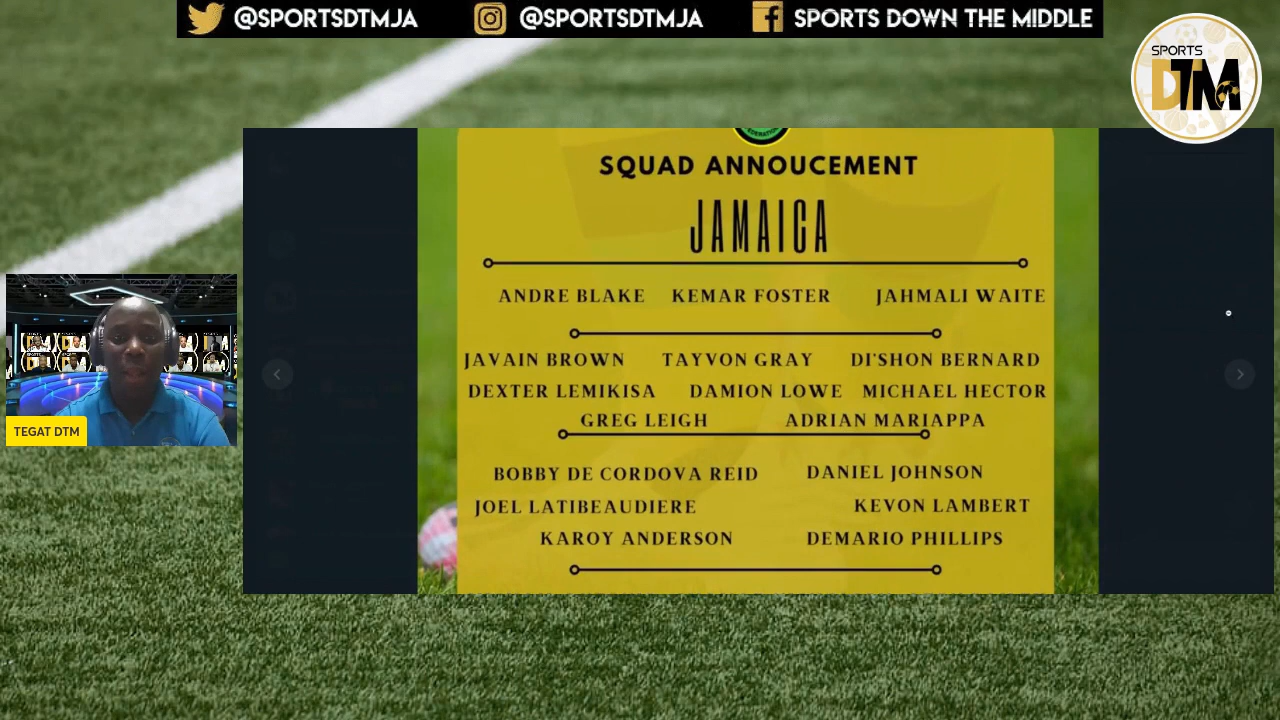 @SPORTSDTMJA @SPORTSDTMJA SPORTS DOWN THE MIDDLE
SPORTS
DTM
FEDERATION
SQUAD ANNOUCEMENT
JAMAICA
ANDRE BLAKE KEMAR FOSTER JAHMALI WAITE
JAVAIN BROWN TAYVON GRAY DI'SHON BERNARD
DEXTER LEMIKISA DAMION LOWE MICHAEL HECTOR
GREG LEIGH ADRIAN MARIAPPA
BOBBY DE CORDOVA REID DANIEL JOHNSON
JOEL LATIBEAUDIERE KEVON LAMBERT
KAROY ANDERSON DEMARIO PHILLIPS
TEGAT DTM